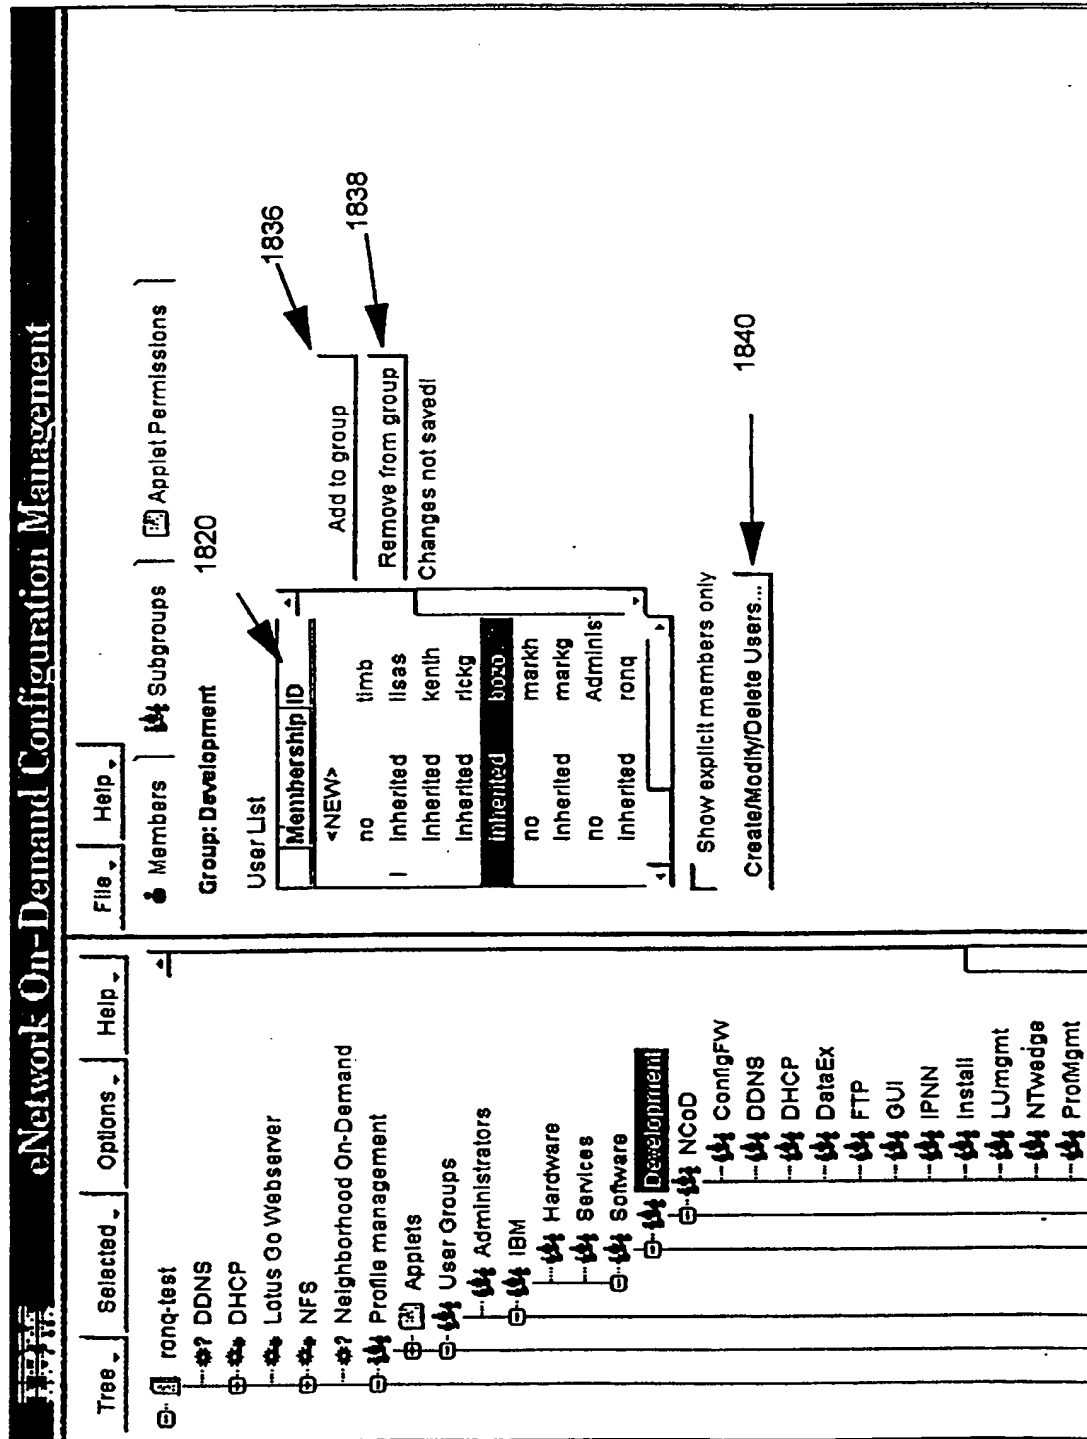 eNetwork On-Demand Configuration Management
Tree Selected Options Help
ronq-test
? DDNS
DHCP
Lotus Go Webserver
NFS
? Neighborhood On-Demand
Profile management
Applets
User Groups
Administrators
IBM
Hardware
Services
Software
Development
NCoD
ConfigFW
DDNS
DHCP
DataEx
FTP
GUI
IPNN
Install
LUmgmt
NTwedge
ProfMgmt
File Help
Members Subgroups Applet Permissions
Group: Development
1820
User List
Membership ID
<NEW>
no timb
Inherited lisas
Inherited kenth
Inherited rickg
Inherited bozo
no markh
Inherited markg
no Adminis
Inherited ronq
Add to group
1836
Remove from group
1838
Changes not saved!
Show explicit members only
Create/Modify/Delete Users...
1840